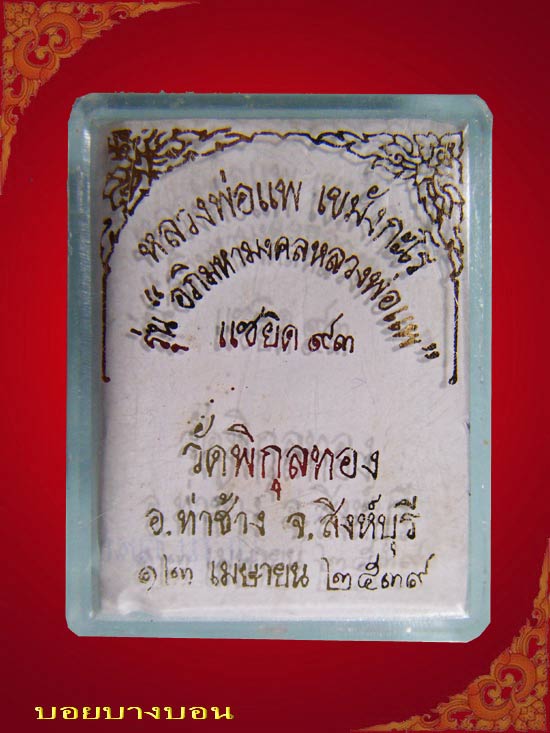 หลวงพ่อแพ เขมังกะโร
รุ่น "อภิมหามงคลหลวงพ่อแพ"
แซยิด ๙๓
วัดพิกุลทอง
อ.ท่าช้าง จ.สิงห์บุรี
๑๒ เมษายน ๒๕๓๙
บอยบางบอน